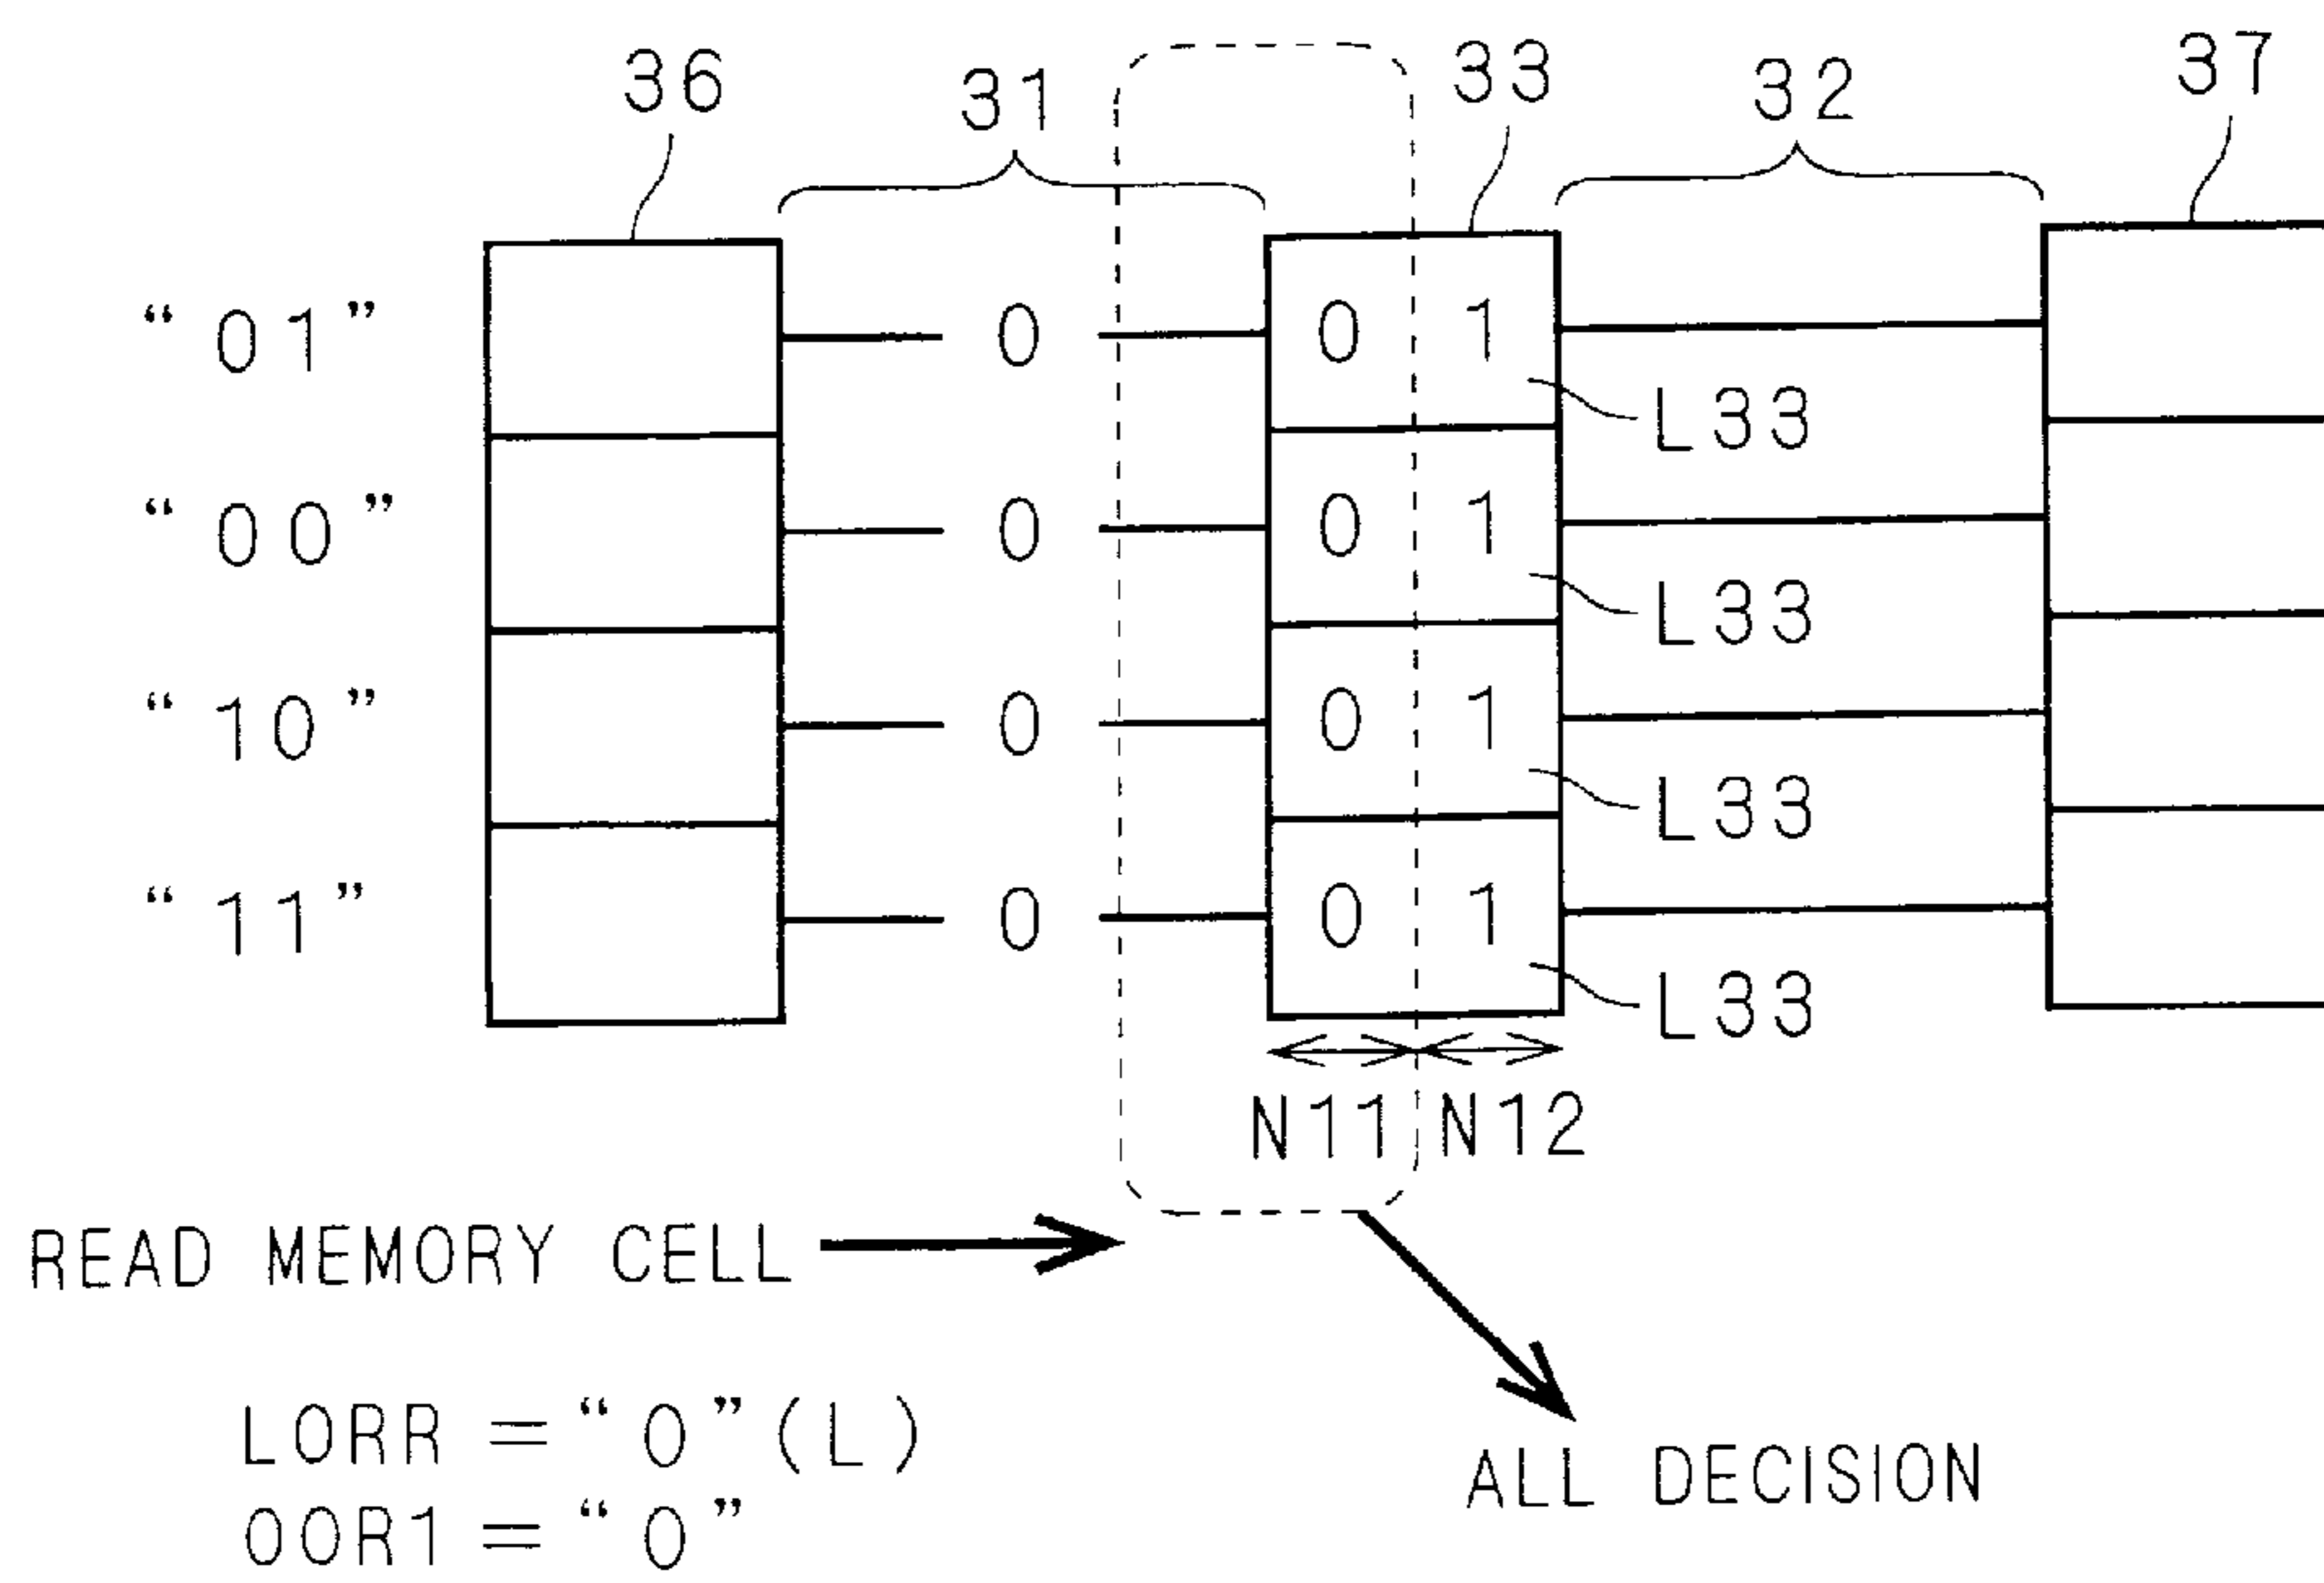 36 31 33 32 37
“01” 0 0 1 L33
“00” 0 0 1 L33
“10” 0 0 1 L33
“11” 0 0 1 L33
N11 N12
READ MEMORY CELL
LORR = “0” (L)
OOR1 = “0”
ALL DECISION